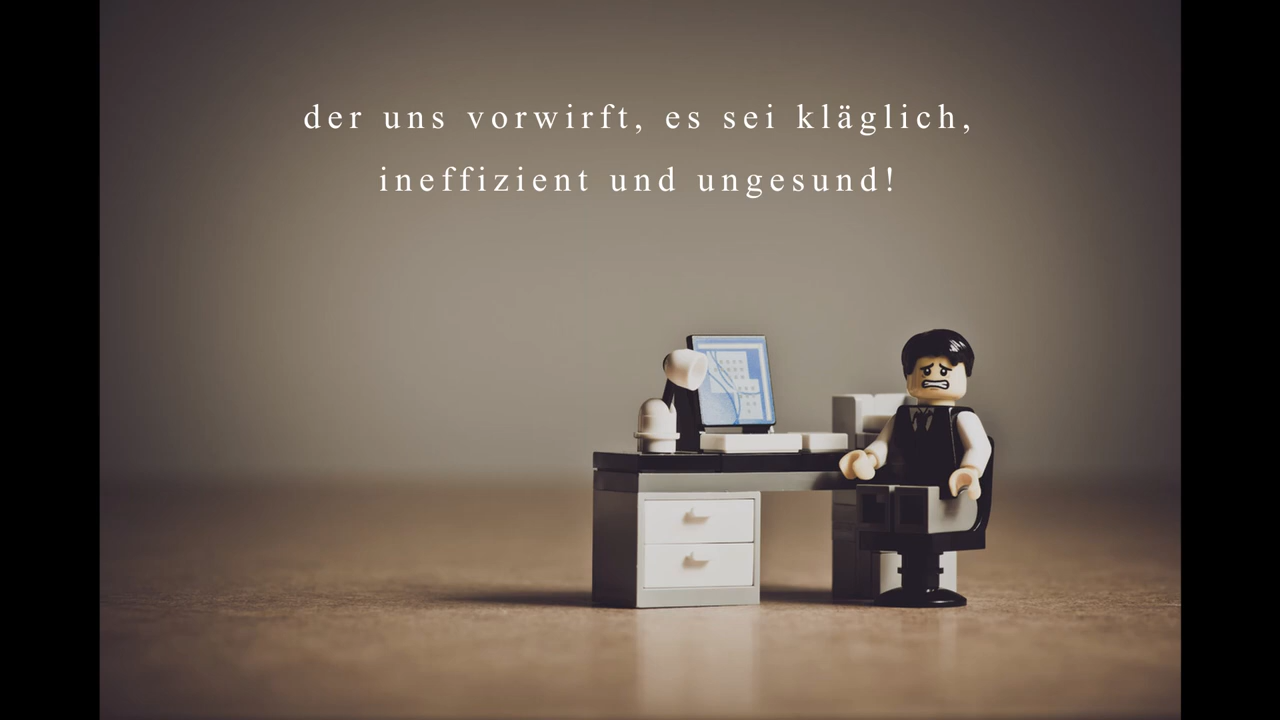 der uns vorwirft, es sei kläglich,
ineffizient und ungesund!